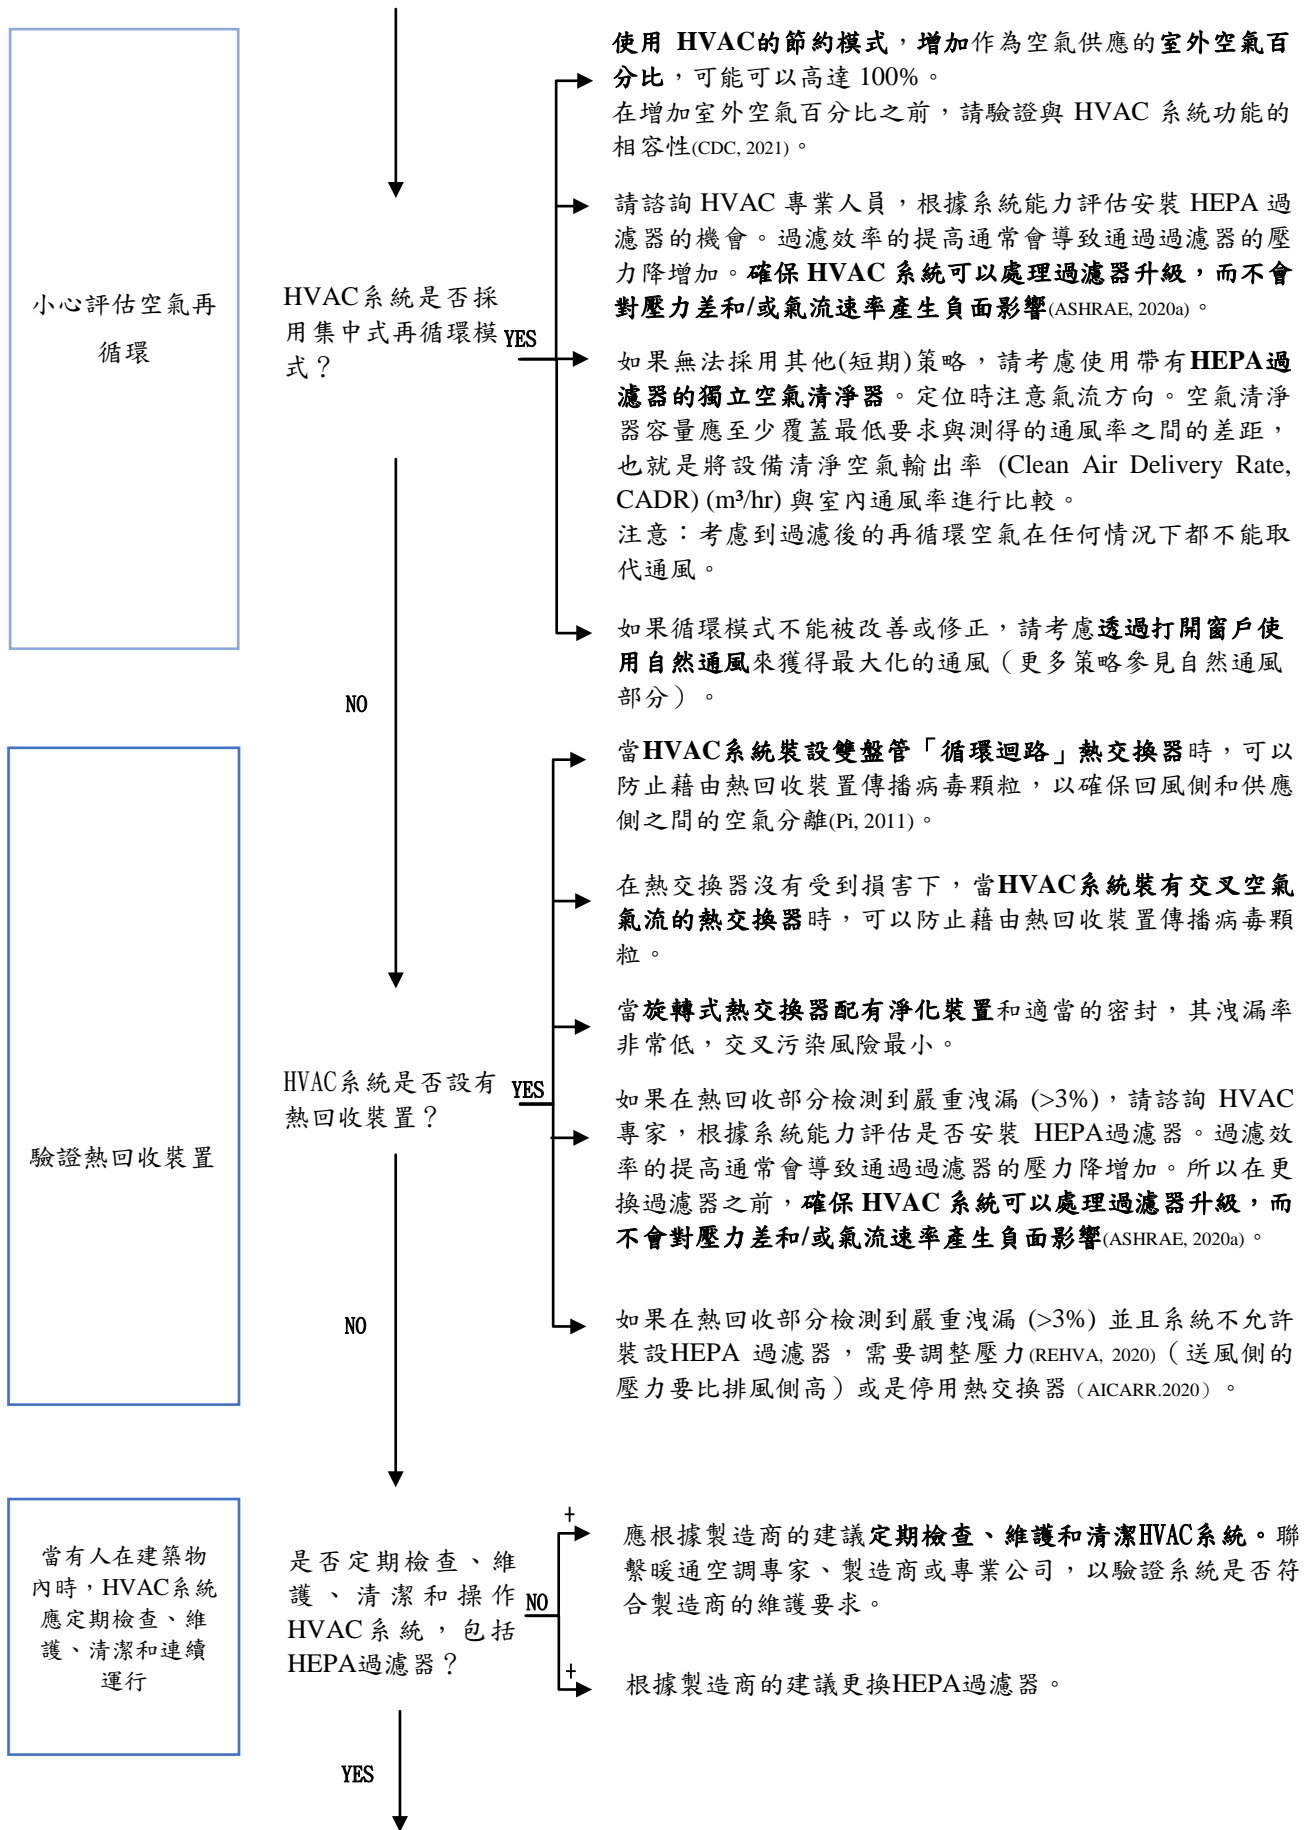 小心評估空氣再
循環
HVAC系統是否採
用集中式再循環模
式？
YES
使用 HVAC的節約模式，增加作為空氣供應的室外空氣百
分比，可能可以高達 100%。
在增加室外空氣百分比之前，請驗證與 HVAC 系統功能的
相容性(CDC, 2021)。
請諮詢 HVAC 專業人員，根據系統能力評估安裝 HEPA 過
濾器的機會。過濾效率的提高通常會導致通過過濾器的壓
力降增加。確保 HVAC 系統可以處理過濾器升級，而不會
對壓力差和/或氣流速率產生負面影響(ASHRAE, 2020a)。
如果無法採用其他(短期)策略，請考慮使用帶有HEPA過
濾器的獨立空氣清淨器。定位時注意氣流方向。空氣清淨
器容量應至少覆蓋最低要求與測得的通風率之間的差距，
也就是將設備清淨空氣輸出率 (Clean Air Delivery Rate,
CADR) (m³/hr) 與室內通風率進行比較。
注意：考慮到過濾後的再循環空氣在任何情況下都不能取
代通風。
如果循環模式不能被改善或修正，請考慮透過打開窗戶使
用自然通風來獲得最大化的通風（更多策略參見自然通風
部分）。
NO
驗證熱回收裝置
HVAC系統是否設有
熱回收裝置？
YES
當HVAC系統裝設雙盤管「循環迴路」熱交換器時，可以
防止藉由熱回收裝置傳播病毒顆粒，以確保回風側和供應
側之間的空氣分離(Pi, 2011)。
在熱交換器沒有受到損害下，當HVAC系統裝有交叉空氣
氣流的熱交換器時，可以防止藉由熱回收裝置傳播病毒顆
粒。
當旋轉式熱交換器配有淨化裝置和適當的密封，其洩漏率
非常低，交叉污染風險最小。
如果在熱回收部分檢測到嚴重洩漏 (>3%)，請諮詢 HVAC
專家，根據系統能力評估是否安裝 HEPA過濾器。過濾效
率的提高通常會導致通過過濾器的壓力降增加。所以在更
換過濾器之前，確保 HVAC 系統可以處理過濾器升級，而
不會對壓力差和/或氣流速率產生負面影響(ASHRAE, 2020a)。
如果在熱回收部分檢測到嚴重洩漏 (>3%) 並且系統不允許
裝設HEPA 過濾器，需要調整壓力(REHVA, 2020)（送風側的
壓力要比排風側高）或是停用熱交換器（AICARR.2020）。
NO
當有人在建築物
內時，HVAC系統
應定期檢查、維
護、清潔和連續
運行
是否定期檢查、維
護、清潔和操作
HVAC系統，包括
HEPA過濾器？
NO
+
應根據製造商的建議定期檢查、維護和清潔HVAC系統。聯
繫暖通空調專家、製造商或專業公司，以驗證系統是否符
合製造商的維護要求。
+
根據製造商的建議更換HEPA過濾器。
YES